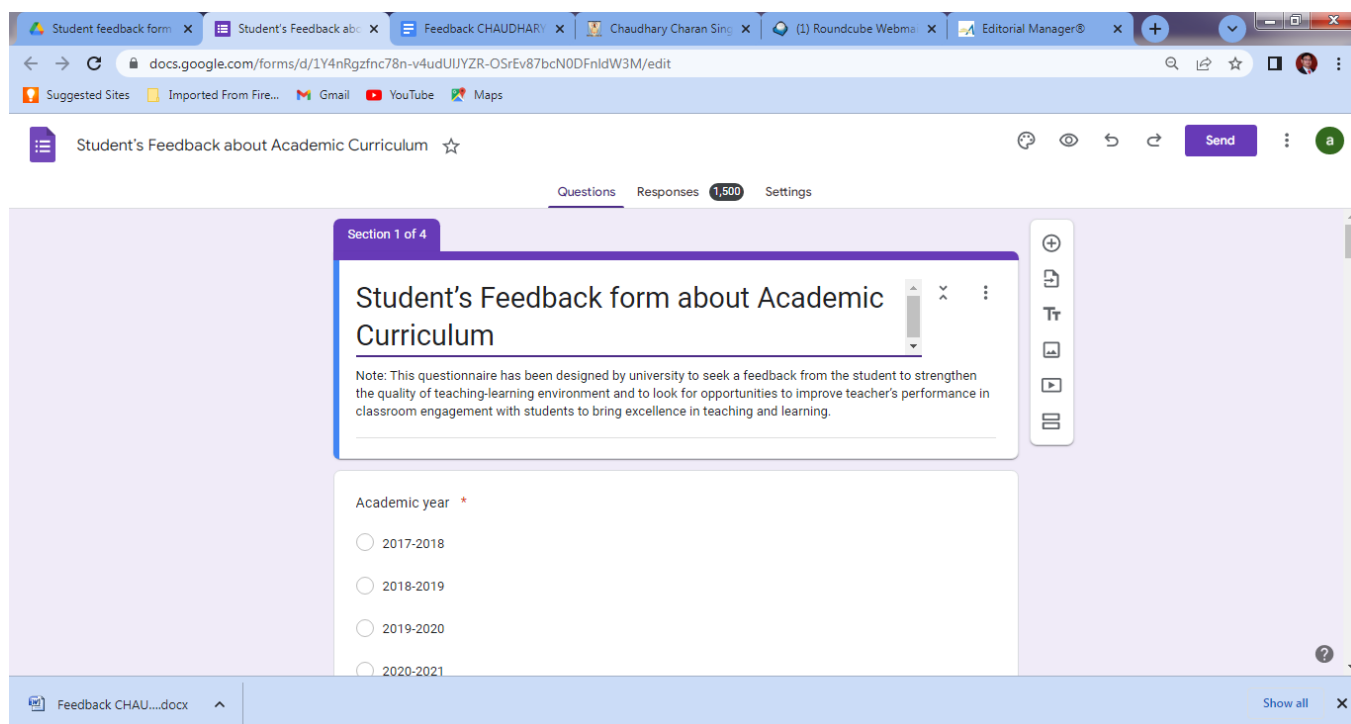 Student feedback form
Student's Feedback abc
Feedback CHAUDHARY
Chaudhary Charan Sing
(1) Roundcube Webmai
Editorial Manager®
docs.google.com/forms/d/1Y4nRgzfnc78n-v4udUlJYZR-OSrEv87bcN0DFnIdW3M/edit
Suggested Sites
Imported From Fire...
Gmail
YouTube
Maps
Student's Feedback about Academic Curriculum
Send
a
Questions
Responses 1,500
Settings
Section 1 of 4
Student's Feedback form about Academic
Curriculum
Note: This questionnaire has been designed by university to seek a feedback from the student to strengthen
the quality of teaching-learning environment and to look for opportunities to improve teacher's performance in
classroom engagement with students to bring excellence in teaching and learning.
Academic year *
2017-2018
2018-2019
2019-2020
2020-2021
Feedback CHAU....docx
Show all